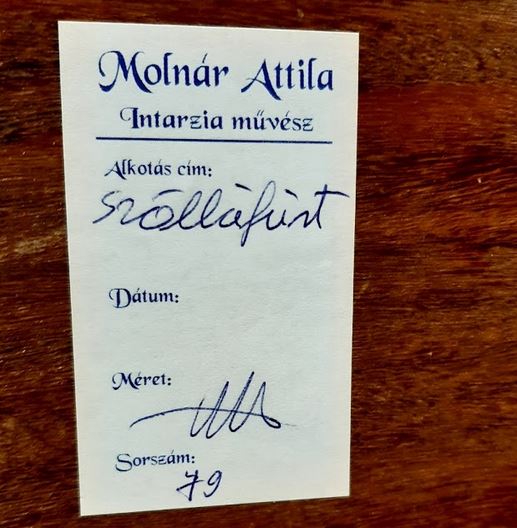 Molnár Attila
Intarzia művész
Alkotás cím:
Szőllőfürt
Dátum:
Méret:
Sorszám:
79